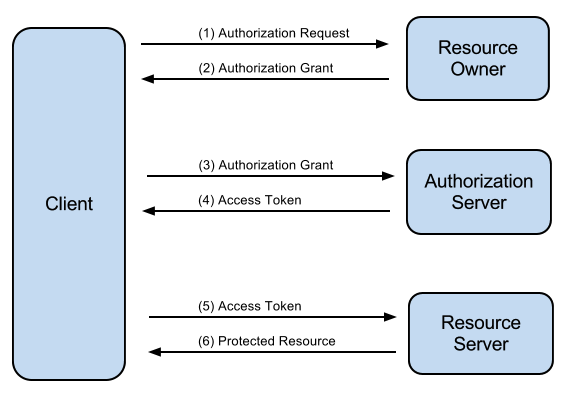 (1) Authorization Request
Resource
Owner
(2) Authorization Grant
(3) Authorization Grant
Authorization
Server
(4) Access Token
Client
(5) Access Token
Resource
Server
(6) Protected Resource